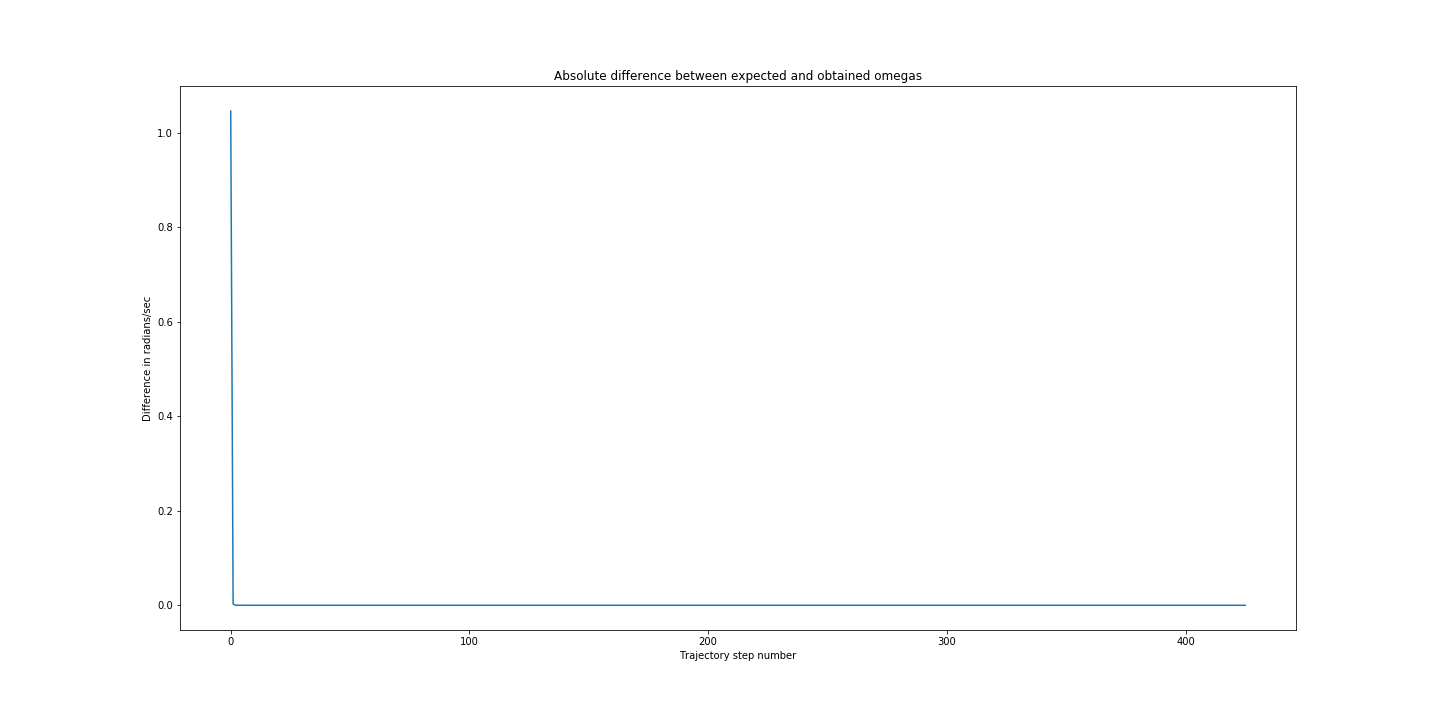 Absolute difference between expected and obtained omegas
1.0
0.8
0.6
0.4
0.2
0.0
Difference in radians/sec
0 100 200 300 400
Trajectory step number